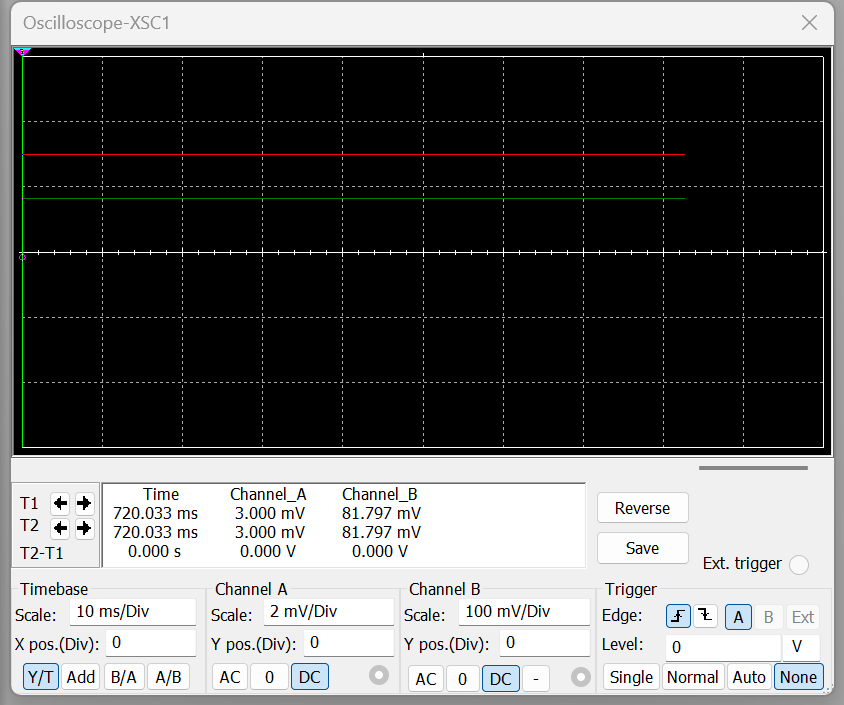 Oscilloscope-XSC1
Time Channel_A Channel_B
T1 720.033 ms 3.000 mV 81.797 mV
T2 720.033 ms 3.000 mV 81.797 mV
T2-T1 0.000 s 0.000 V 0.000 V
Reverse
Save
Ext. trigger
Timebase
Scale: 10 ms/Div
X pos.(Div): 0
Y/T Add B/A A/B
Channel A
Scale: 2 mV/Div
Y pos.(Div): 0
AC 0 DC
Channel B
Scale: 100 mV/Div
Y pos.(Div): 0
AC 0 DC -
Trigger
Edge: A B Ext
Level: 0 V
Single Normal Auto None